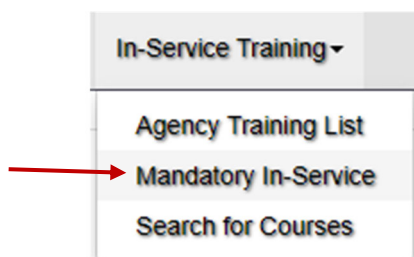 In-Service Training
Agency Training List
Mandatory In-Service
Search for Courses